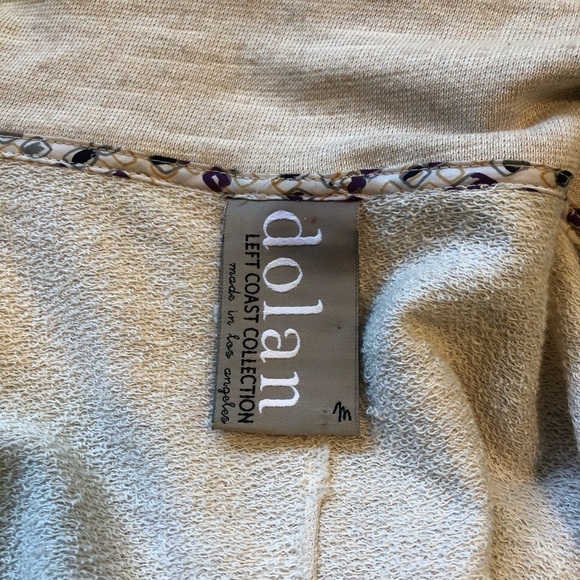 dolan
LEFT COAST COLLECTION
made in los angeles
m